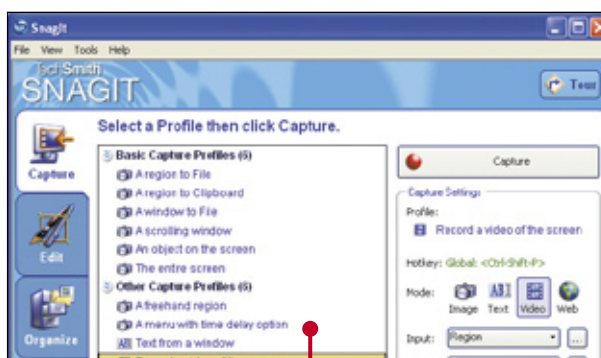 SnagIt
File View Tools Help
TechSmith
SNAGIT
Tour
Select a Profile then click Capture.
Capture
Edit
Organize
Basic Capture Profiles (6)
A region to File
A region to Clipboard
A window to File
A scrolling window
An object on the screen
The entire screen
Other Capture Profiles (6)
A freehand region
A menu with time delay option
Text from a window
Capture
Capture Settings
Profile:
Record a video of the screen
Hotkey: Global: <Ctrl-Shift-P>
Mode:
Image Text Video Web
Input: Region ...